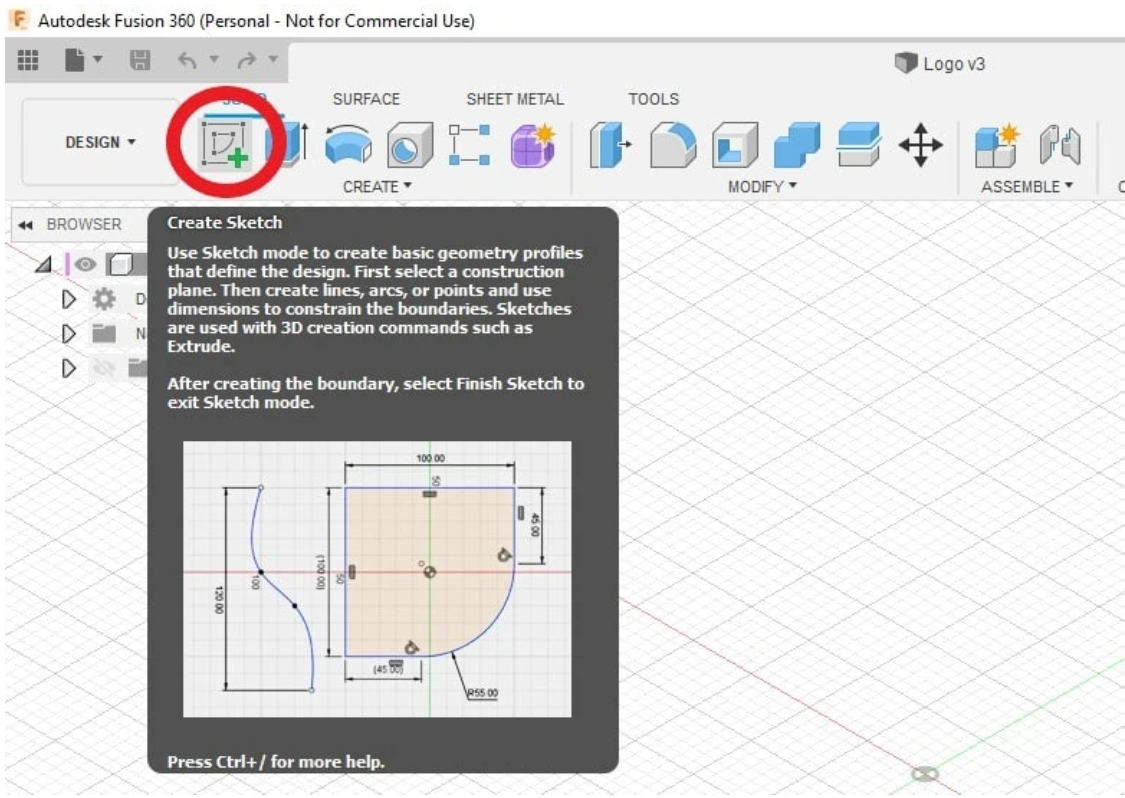 Autodesk Fusion 360 (Personal - Not for Commercial Use)
Logo v3
SURFACE SHEET METAL TOOLS
DESIGN
CREATE MODIFY ASSEMBLE
BROWSER
Create Sketch
Use Sketch mode to create basic geometry profiles
that define the design. First select a construction
plane. Then create lines, arcs, or points and use
dimensions to constrain the boundaries. Sketches
are used with 3D creation commands such as
Extrude.
After creating the boundary, select Finish Sketch to
exit Sketch mode.
100.00
50
45.00
120.00
100
(100.00)
50
(45.00)
R55.00
Press Ctrl+/ for more help.